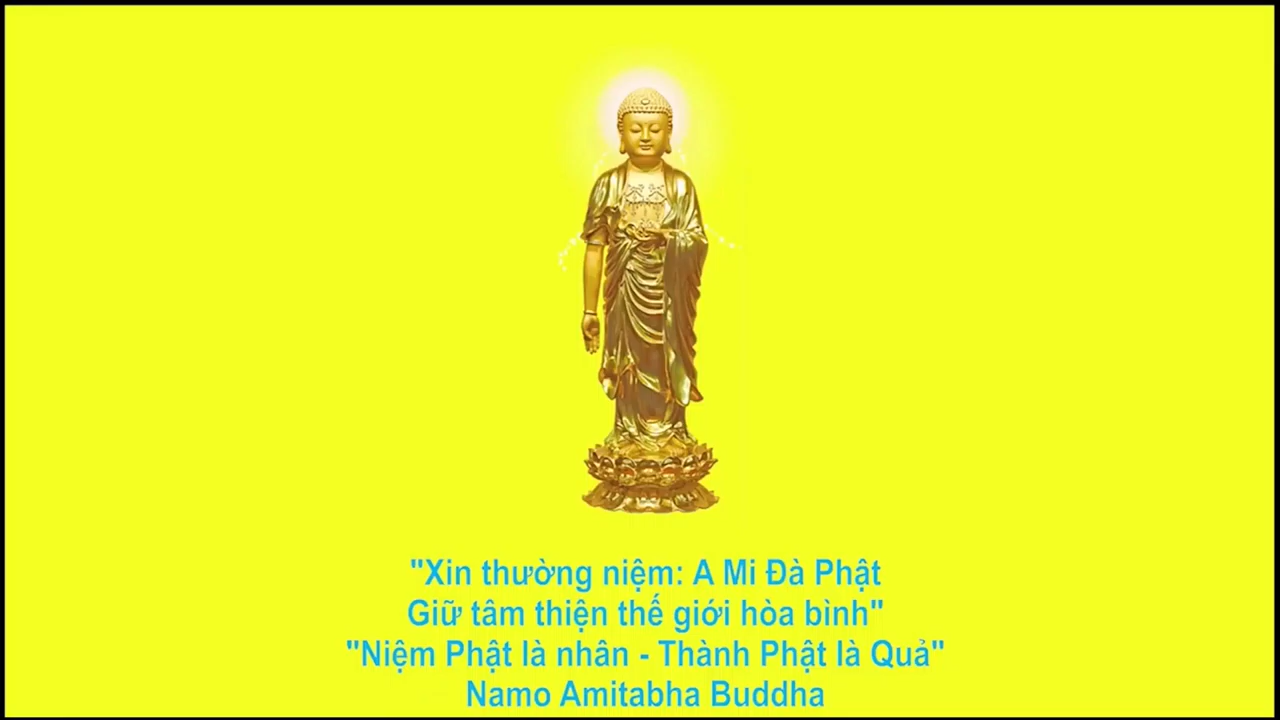 "Xin thường niệm: A Mi Đà Phật
Giữ tâm thiện thế giới hòa bình"
"Niệm Phật là nhân - Thành Phật là Quả"
Namo Amitabha Buddha